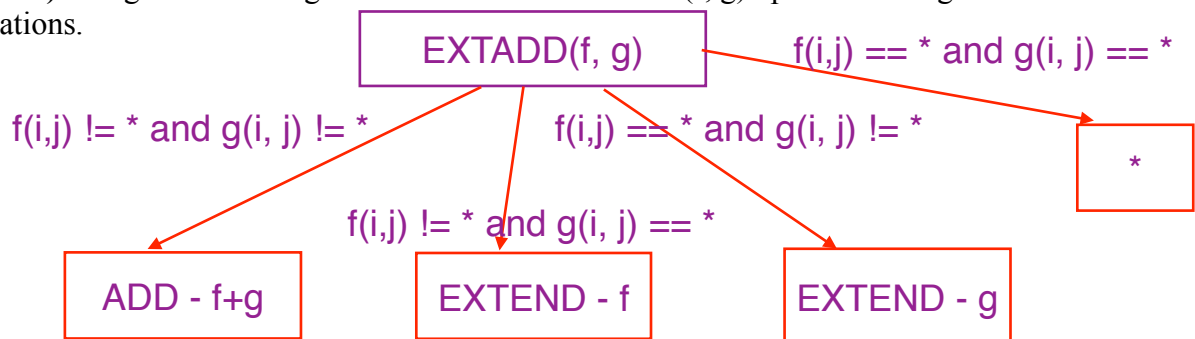 ations.
EXTADD(f, g)
f(i,j) == * and g(i, j) == *
f(i,j) != * and g(i, j) != *
f(i,j) == * and g(i, j) != *
*
f(i,j) != * and g(i, j) == *
ADD - f+g
EXTEND - f
EXTEND - g